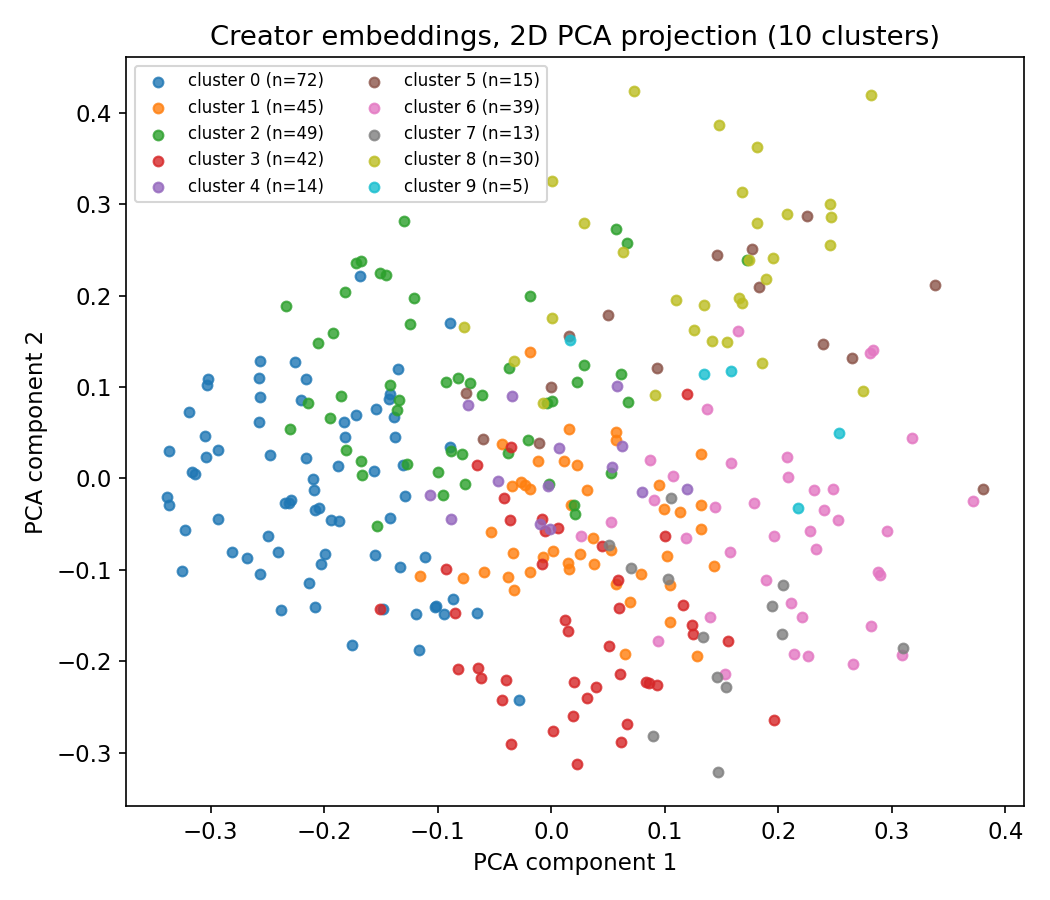 Creator embeddings, 2D PCA projection (10 clusters)
cluster 0 (n=72)
cluster 1 (n=45)
cluster 2 (n=49)
cluster 3 (n=42)
cluster 4 (n=14)
cluster 5 (n=15)
cluster 6 (n=39)
cluster 7 (n=13)
cluster 8 (n=30)
cluster 9 (n=5)
PCA component 2
0.4
0.3
0.2
0.1
0.0
−0.1
−0.2
−0.3
−0.3 −0.2 −0.1 0.0 0.1 0.2 0.3 0.4
PCA component 1